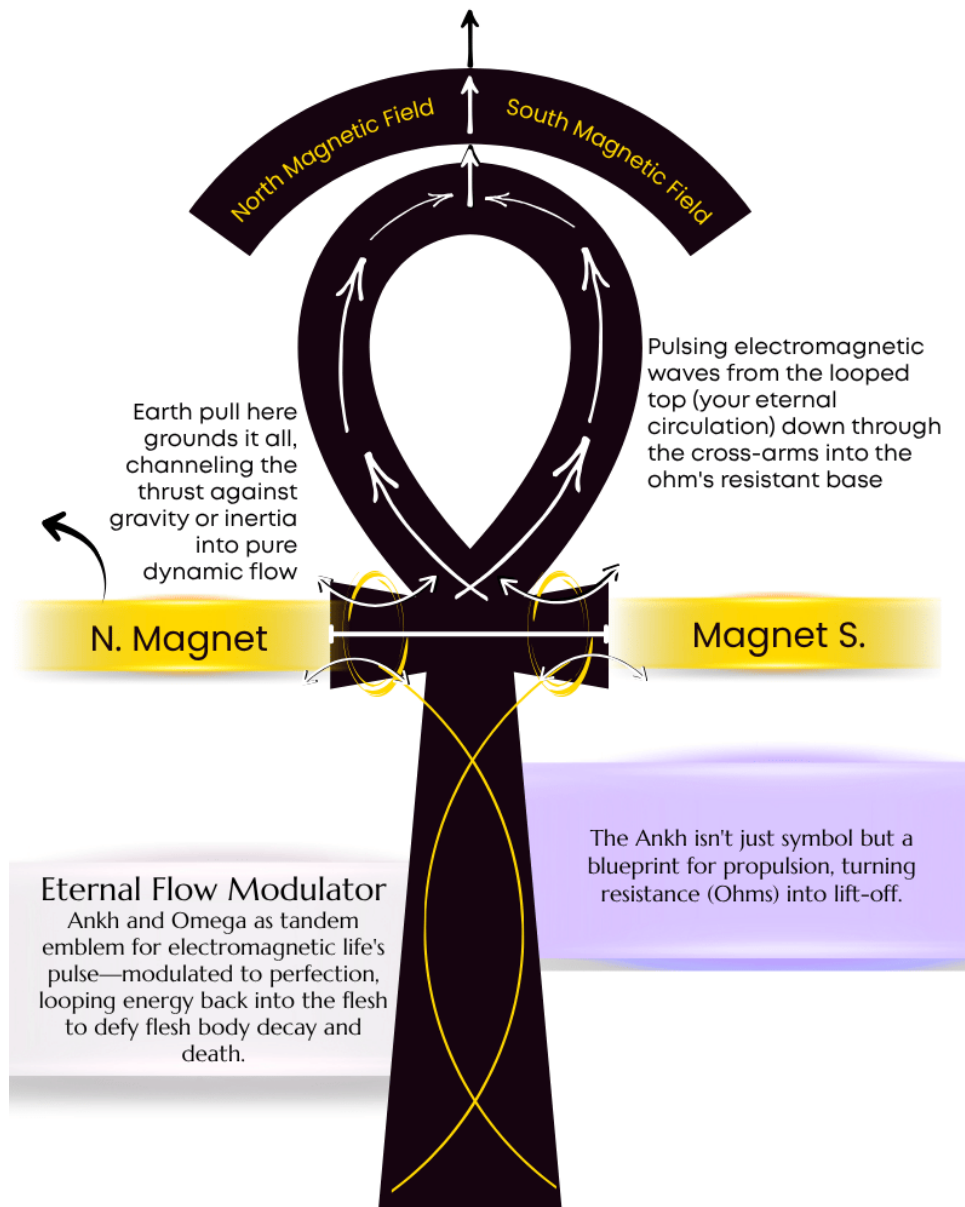 North Magnetic Field
South Magnetic Field
Pulsing electromagnetic
waves from the looped
top (your eternal
circulation) down through
the cross-arms into the
ohm's resistant base
Earth pull here
grounds it all,
channeling the
thrust against
gravity or inertia
into pure
dynamic flow
N. Magnet
Magnet S.
The Ankh isn't just symbol but a
blueprint for propulsion, turning
resistance (Ohms) into lift-off.
Eternal Flow Modulator
Ankh and Omega as tandem
emblem for electromagnetic life's
pulse—modulated to perfection,
looping energy back into the flesh
to defy flesh body decay and
death.